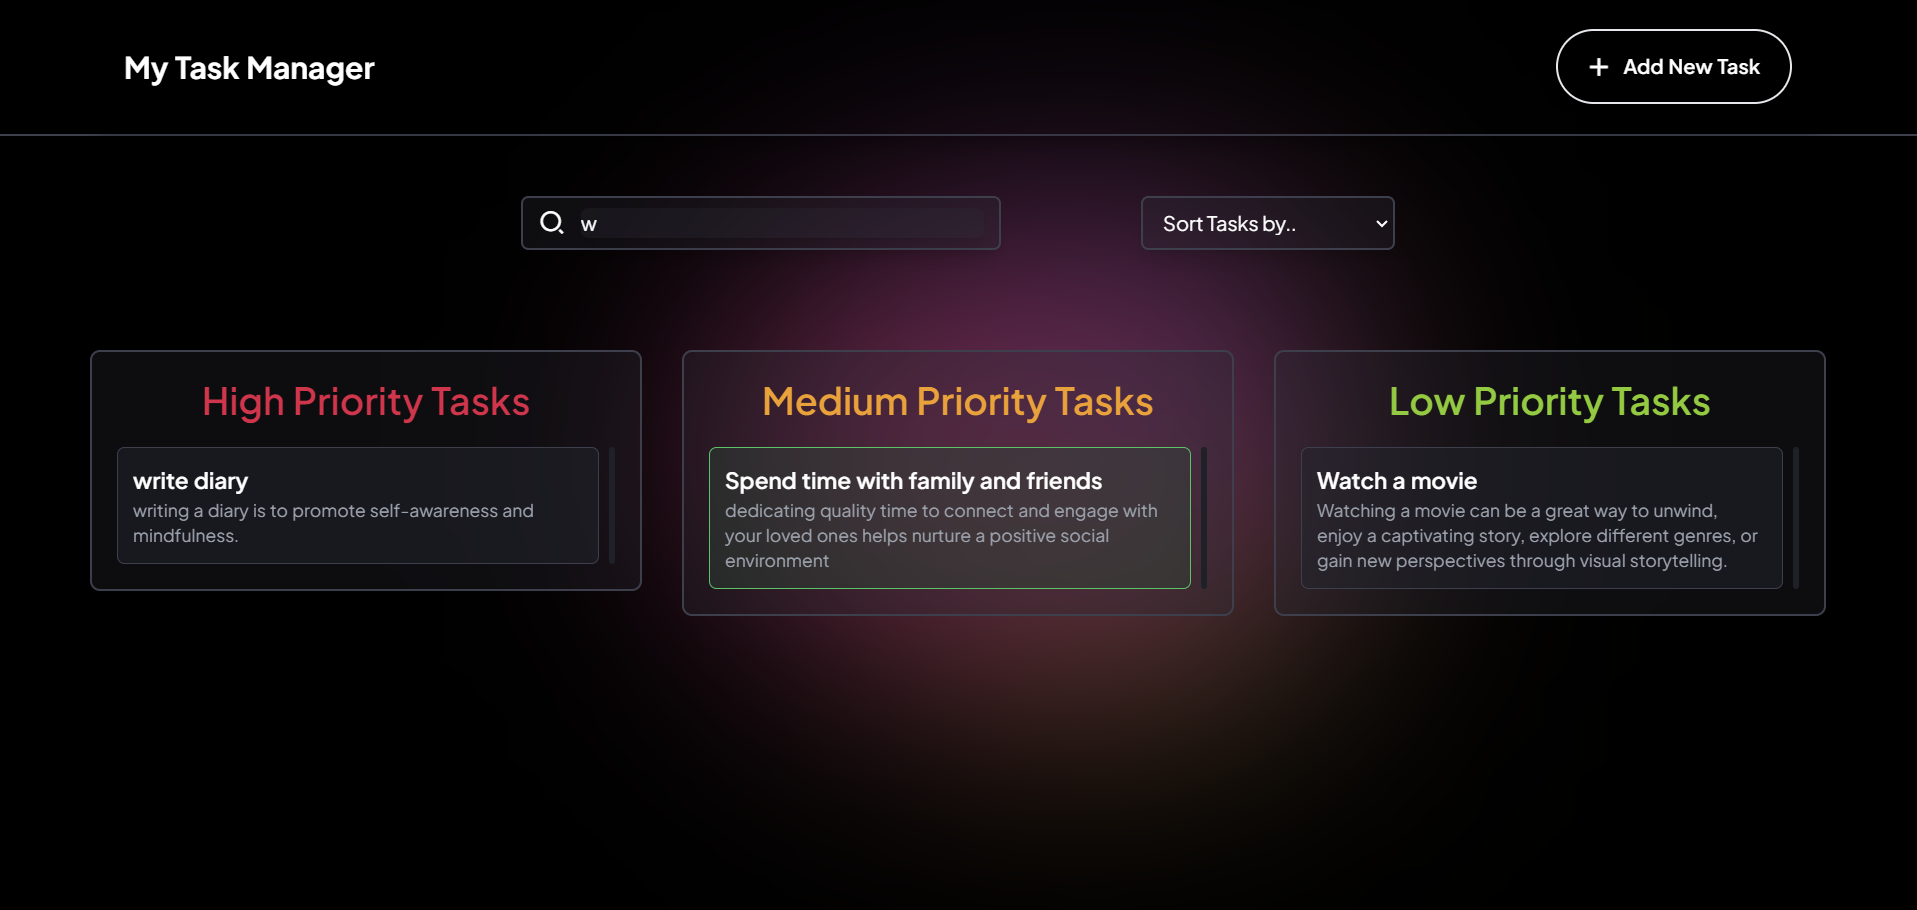 My Task Manager
Add New Task
w
Sort Tasks by..
High Priority Tasks
write diary
writing a diary is to promote self-awareness and
mindfulness.
Medium Priority Tasks
Spend time with family and friends
dedicating quality time to connect and engage with
your loved ones helps nurture a positive social
environment
Low Priority Tasks
Watch a movie
Watching a movie can be a great way to unwind,
enjoy a captivating story, explore different genres, or
gain new perspectives through visual storytelling.